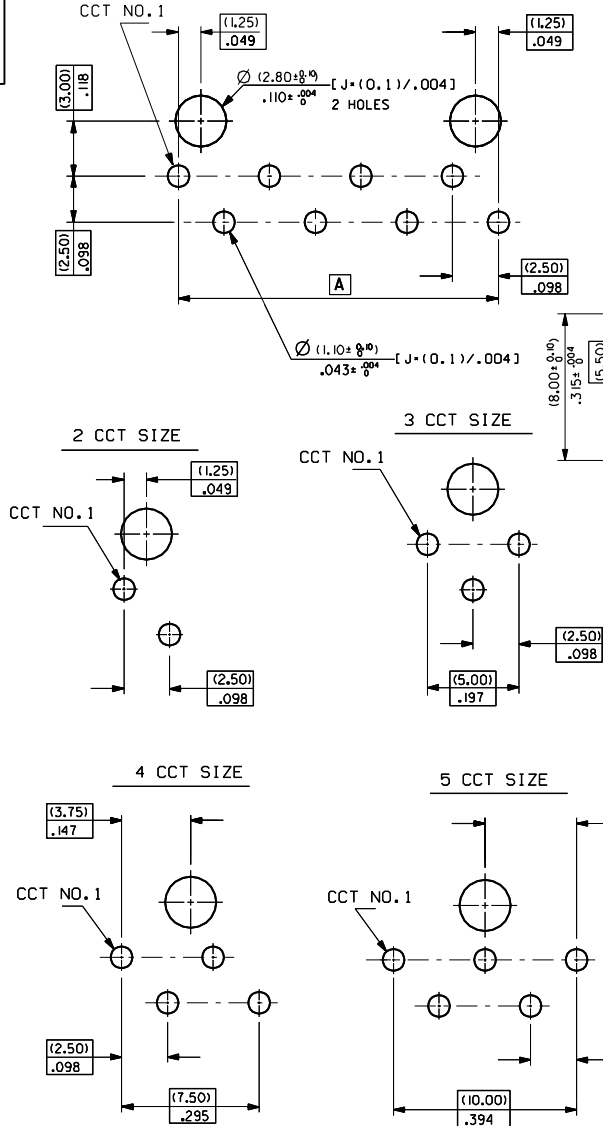 CCT NO.1
(1.25)
.049
(1.25)
.049
(3.00)
.118
Ø (2.80± 0.10 0)
.110± .004 0
[J=(0.1)/.004]
2 HOLES
(2.50)
.098
A
(2.50)
.098
Ø (1.10± 0.10 0)
.043± .004 0
[J=(0.1)/.004]
(8.00± 0.10 0)
.315± .004 0
(5.50)
2 CCT SIZE
(1.25)
.049
CCT NO.1
(2.50)
.098
3 CCT SIZE
CCT NO.1
(2.50)
.098
(5.00)
.197
4 CCT SIZE
(3.75)
.147
CCT NO.1
(2.50)
.098
(7.50)
.295
5 CCT SIZE
CCT NO.1
(10.00)
.394